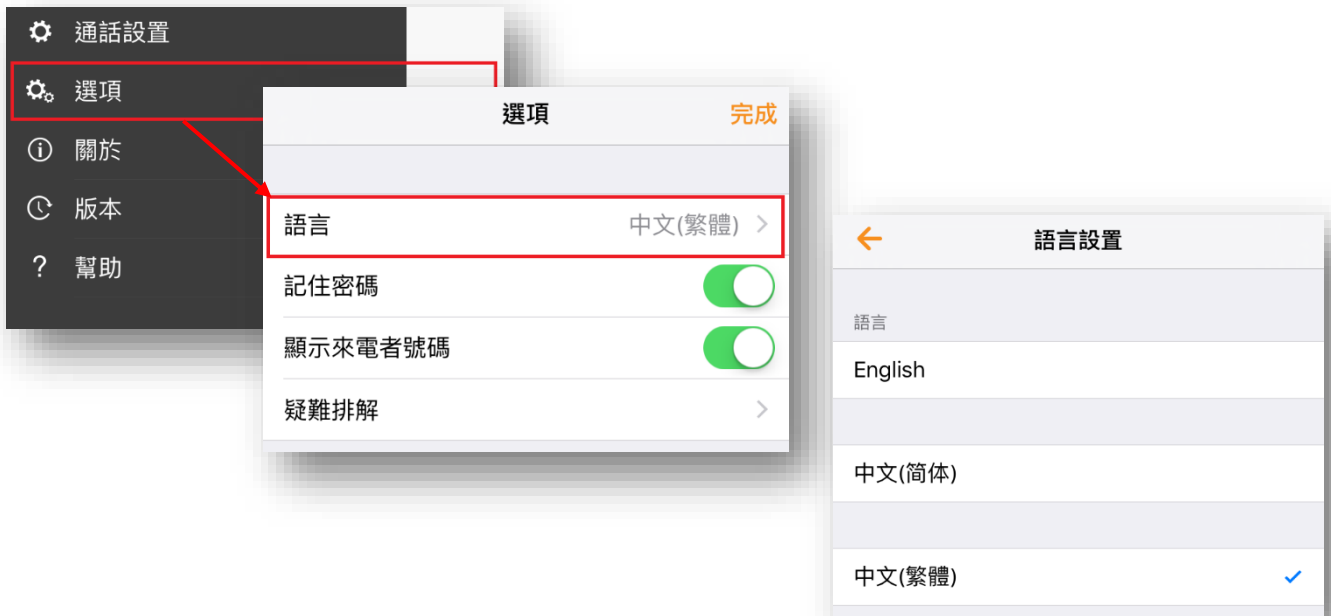 通話設置
選項
關於
版本
? 幫助
選項 完成
語言 中文(繁體) >
記住密碼
顯示來電者號碼
疑難排解 >
語言設置
語言
English
中文(简体)
中文(繁體)